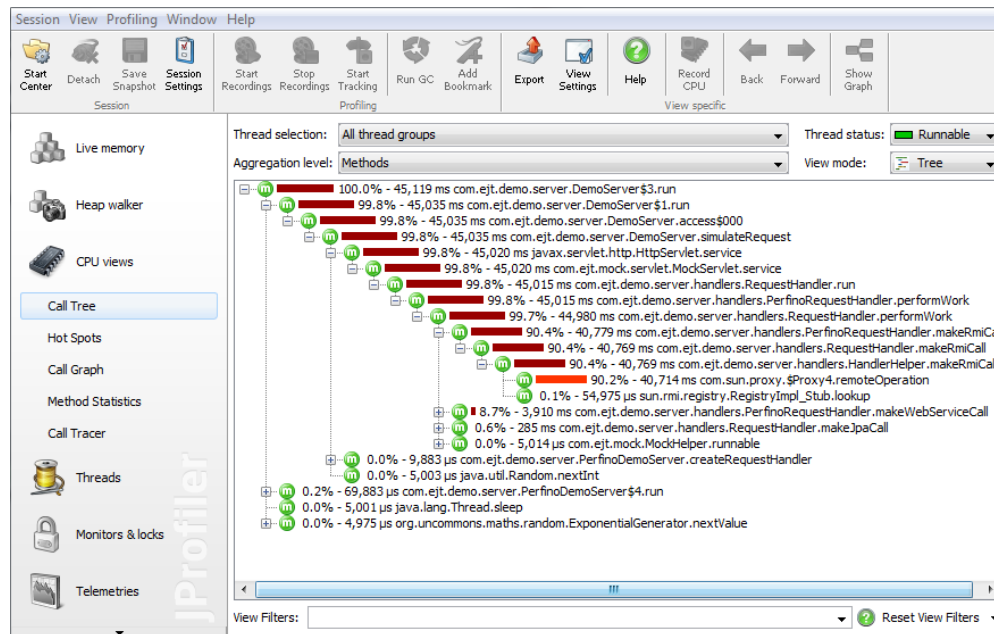 Session View Profiling Window Help
Start Center
Detach
Save Snapshot
Session Settings
Start Recordings
Stop Recordings
Start Tracking
Run GC
Add Bookmark
Export
View Settings
Help
Record CPU
Back
Forward
Show Graph
Session
Profiling
View specific
Live memory
Heap walker
CPU views
Call Tree
Hot Spots
Call Graph
Method Statistics
Call Tracer
Threads
Monitors & locks
Telemetries
JProfiler
Thread selection: All thread groups
Thread status: Runnable
Aggregation level: Methods
View mode: Tree
100.0% - 45,119 ms com.ejt.demo.server.DemoServer$3.run
99.8% - 45,035 ms com.ejt.demo.server.DemoServer$1.run
99.8% - 45,035 ms com.ejt.demo.server.DemoServer.access$000
99.8% - 45,035 ms com.ejt.demo.server.DemoServer.simulateRequest
99.8% - 45,020 ms javax.servlet.http.HttpServlet.service
99.8% - 45,020 ms com.ejt.mock.servlet.MockServlet.service
99.8% - 45,015 ms com.ejt.demo.server.handlers.RequestHandler.run
99.8% - 45,015 ms com.ejt.demo.server.handlers.PerfinoRequestHandler.performWork
99.7% - 44,980 ms com.ejt.demo.server.handlers.RequestHandler.performWork
90.4% - 40,779 ms com.ejt.demo.server.handlers.PerfinoRequestHandler.makeRmiCa
90.4% - 40,769 ms com.ejt.demo.server.handlers.RequestHandler.makeRmiCall
90.4% - 40,769 ms com.ejt.demo.server.handlers.HandlerHelper.makeRmiCall
90.2% - 40,714 ms com.sun.proxy.$Proxy4.remoteOperation
0.1% - 54,975 µs sun.rmi.registry.RegistryImpl_Stub.lookup
8.7% - 3,910 ms com.ejt.demo.server.handlers.PerfinoRequestHandler.makeWebServiceCall
0.6% - 285 ms com.ejt.demo.server.handlers.RequestHandler.makeJpaCall
0.0% - 5,014 µs com.ejt.mock.MockHelper.runnable
0.0% - 9,883 µs com.ejt.demo.server.PerfinoDemoServer.createRequestHandler
0.0% - 5,003 µs java.util.Random.nextInt
0.2% - 69,883 µs com.ejt.demo.server.PerfinoDemoServer$4.run
0.0% - 5,001 µs java.lang.Thread.sleep
0.0% - 4,975 µs org.uncommons.maths.random.ExponentialGenerator.nextValue
View Filters:
Reset View Filters